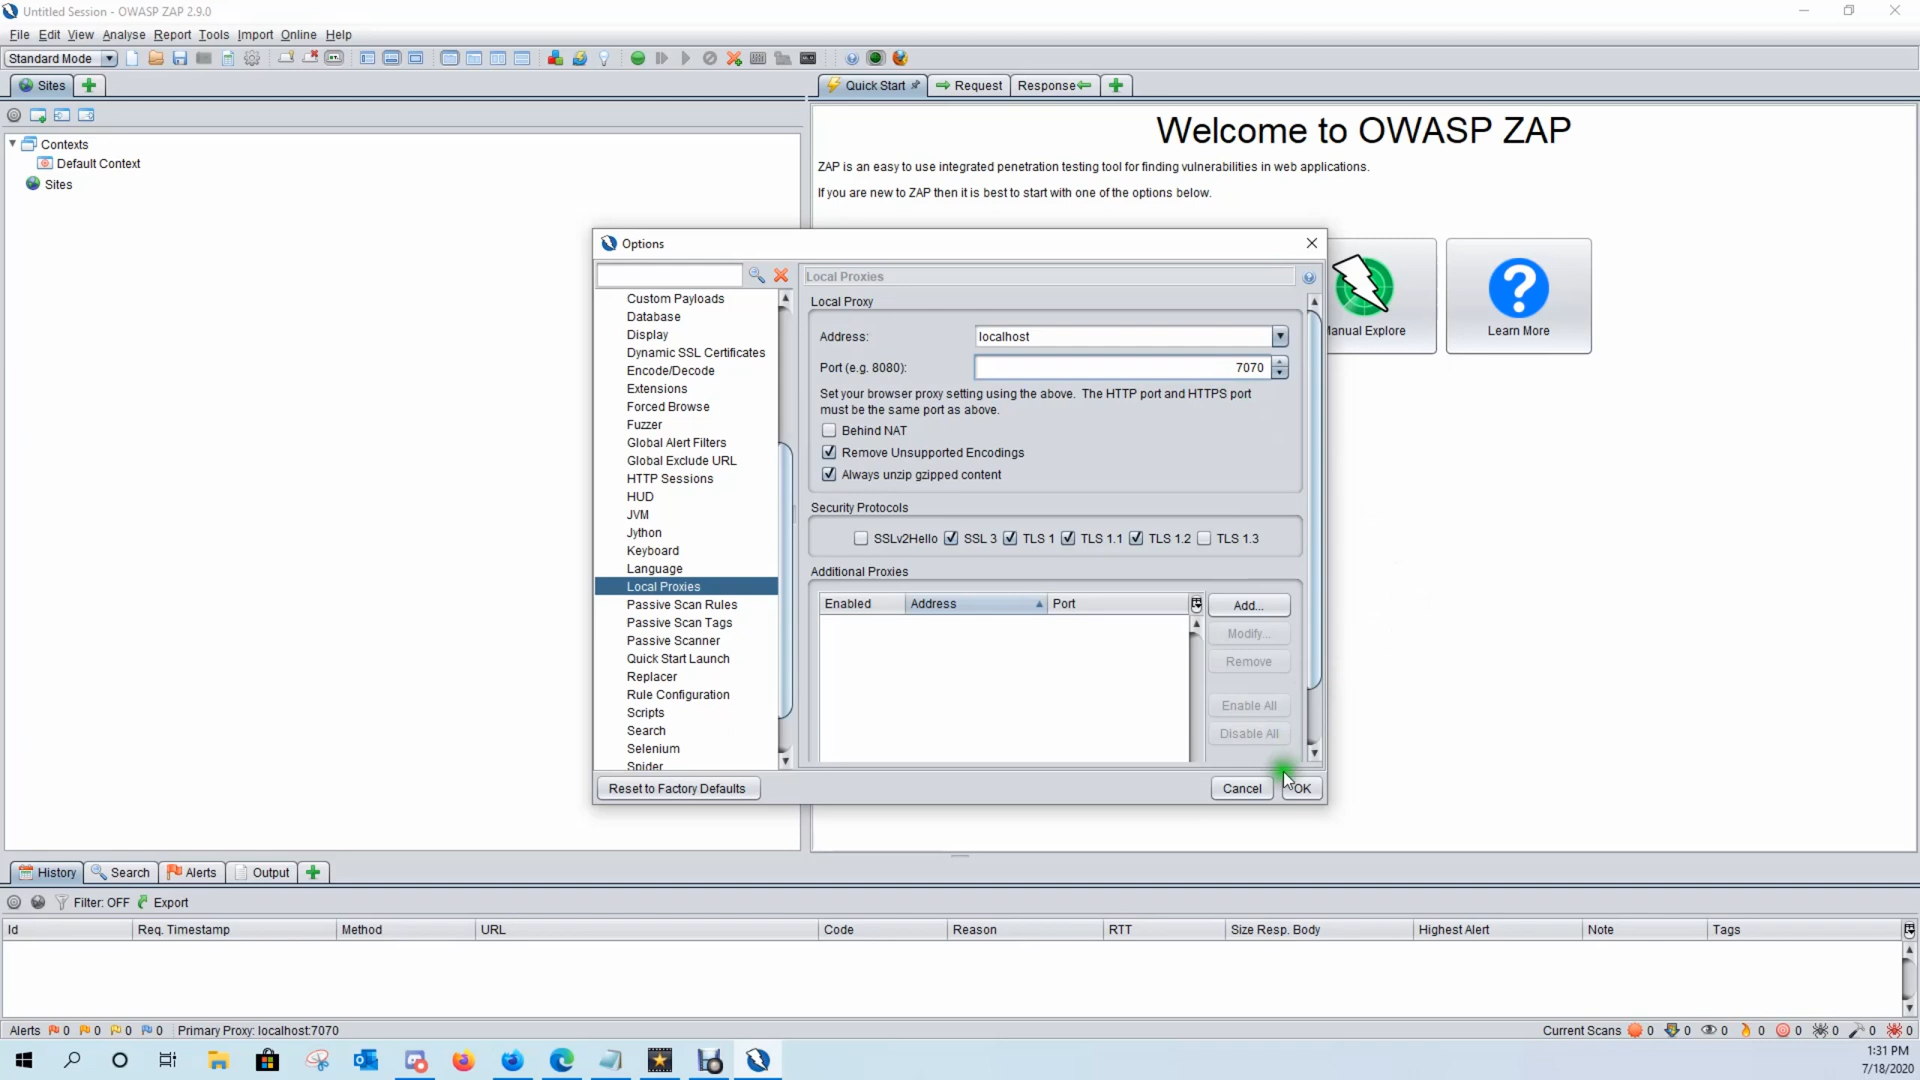 Untitled Session - OWASP ZAP 2.9.0
File Edit View Analyse Report Tools Import Online Help
Standard Mode
Sites
Quick Start
Request
Response
Contexts
Default Context
Sites
Welcome to OWASP ZAP
ZAP is an easy to use integrated penetration testing tool for finding vulnerabilities in web applications.
If you are new to ZAP then it is best to start with one of the options below.
anual Explore
Learn More
Options
Custom Payloads
Database
Display
Dynamic SSL Certificates
Encode/Decode
Extensions
Forced Browse
Fuzzer
Global Alert Filters
Global Exclude URL
HTTP Sessions
HUD
JVM
Jython
Keyboard
Language
Local Proxies
Passive Scan Rules
Passive Scan Tags
Passive Scanner
Quick Start Launch
Replacer
Rule Configuration
Scripts
Search
Selenium
Spider
Local Proxies
Local Proxy
Address: localhost
Port (e.g. 8080): 7070
Set your browser proxy setting using the above. The HTTP port and HTTPS port
must be the same port as above.
Behind NAT
Remove Unsupported Encodings
Always unzip gzipped content
Security Protocols
SSLv2Hello SSL 3 TLS 1 TLS 1.1 TLS 1.2 TLS 1.3
Additional Proxies
Enabled Address Port
Add...
Modify...
Remove
Enable All
Disable All
Reset to Factory Defaults
Cancel
OK
History Search Alerts Output
Filter: OFF Export
Id Req. Timestamp Method URL Code Reason RTT Size Resp. Body Highest Alert Note Tags
Alerts 0 0 0 0 Primary Proxy: localhost:7070
Current Scans 0 0 0 0 0 0 0 0
1:31 PM
7/18/2020